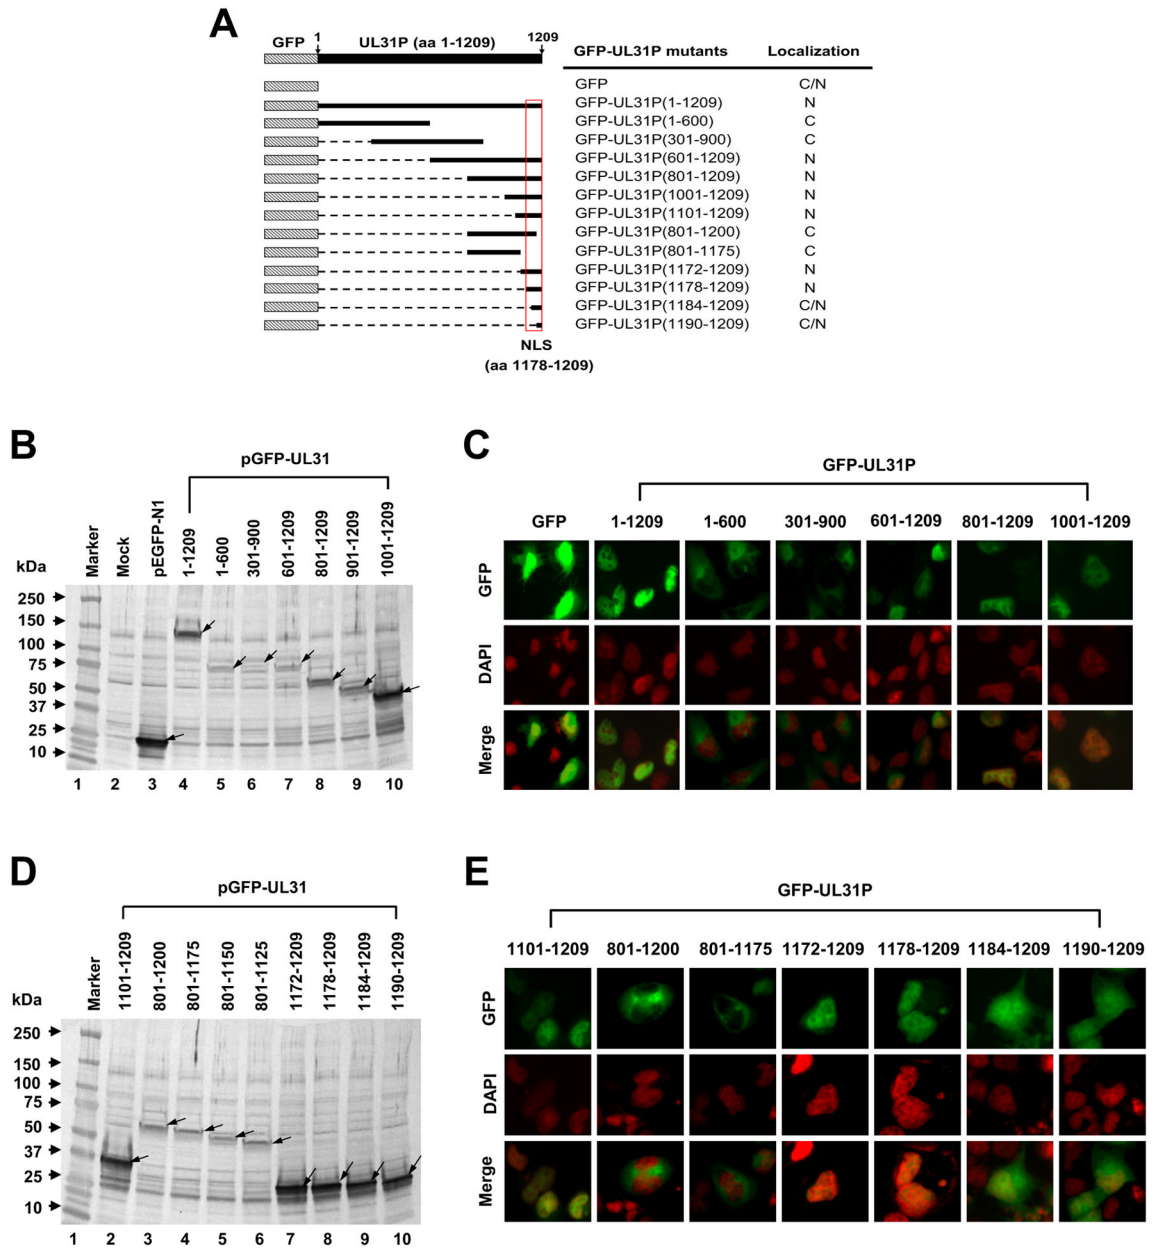 A
GFP 1 UL31P (aa 1-1209) 1209 GFP-UL31P mutants Localization
GFP C/N
GFP-UL31P(1-1209) N
GFP-UL31P(1-600) C
GFP-UL31P(301-900) C
GFP-UL31P(601-1209) N
GFP-UL31P(801-1209) N
GFP-UL31P(1001-1209) N
GFP-UL31P(1101-1209) N
GFP-UL31P(801-1200) C
GFP-UL31P(801-1175) C
GFP-UL31P(1172-1209) N
GFP-UL31P(1178-1209) N
GFP-UL31P(1184-1209) C/N
GFP-UL31P(1190-1209) C/N
NLS
(aa 1178-1209)
B
pGFP-UL31
kDa Marker Mock pEGFP-N1 1-1209 1-600 301-900 601-1209 801-1209 901-1209 1001-1209
250
150
100
75
50
37
25
10
1 2 3 4 5 6 7 8 9 10
C
GFP-UL31P
GFP 1-1209 1-600 301-900 601-1209 801-1209 1001-1209
GFP
DAPI
Merge
D
pGFP-UL31
kDa Marker 1101-1209 801-1200 801-1175 801-1150 801-1125 1172-1209 1178-1209 1184-1209 1190-1209
250
150
100
75
50
37
25
10
1 2 3 4 5 6 7 8 9 10
E
GFP-UL31P
1101-1209 801-1200 801-1175 1172-1209 1178-1209 1184-1209 1190-1209
GFP
DAPI
Merge